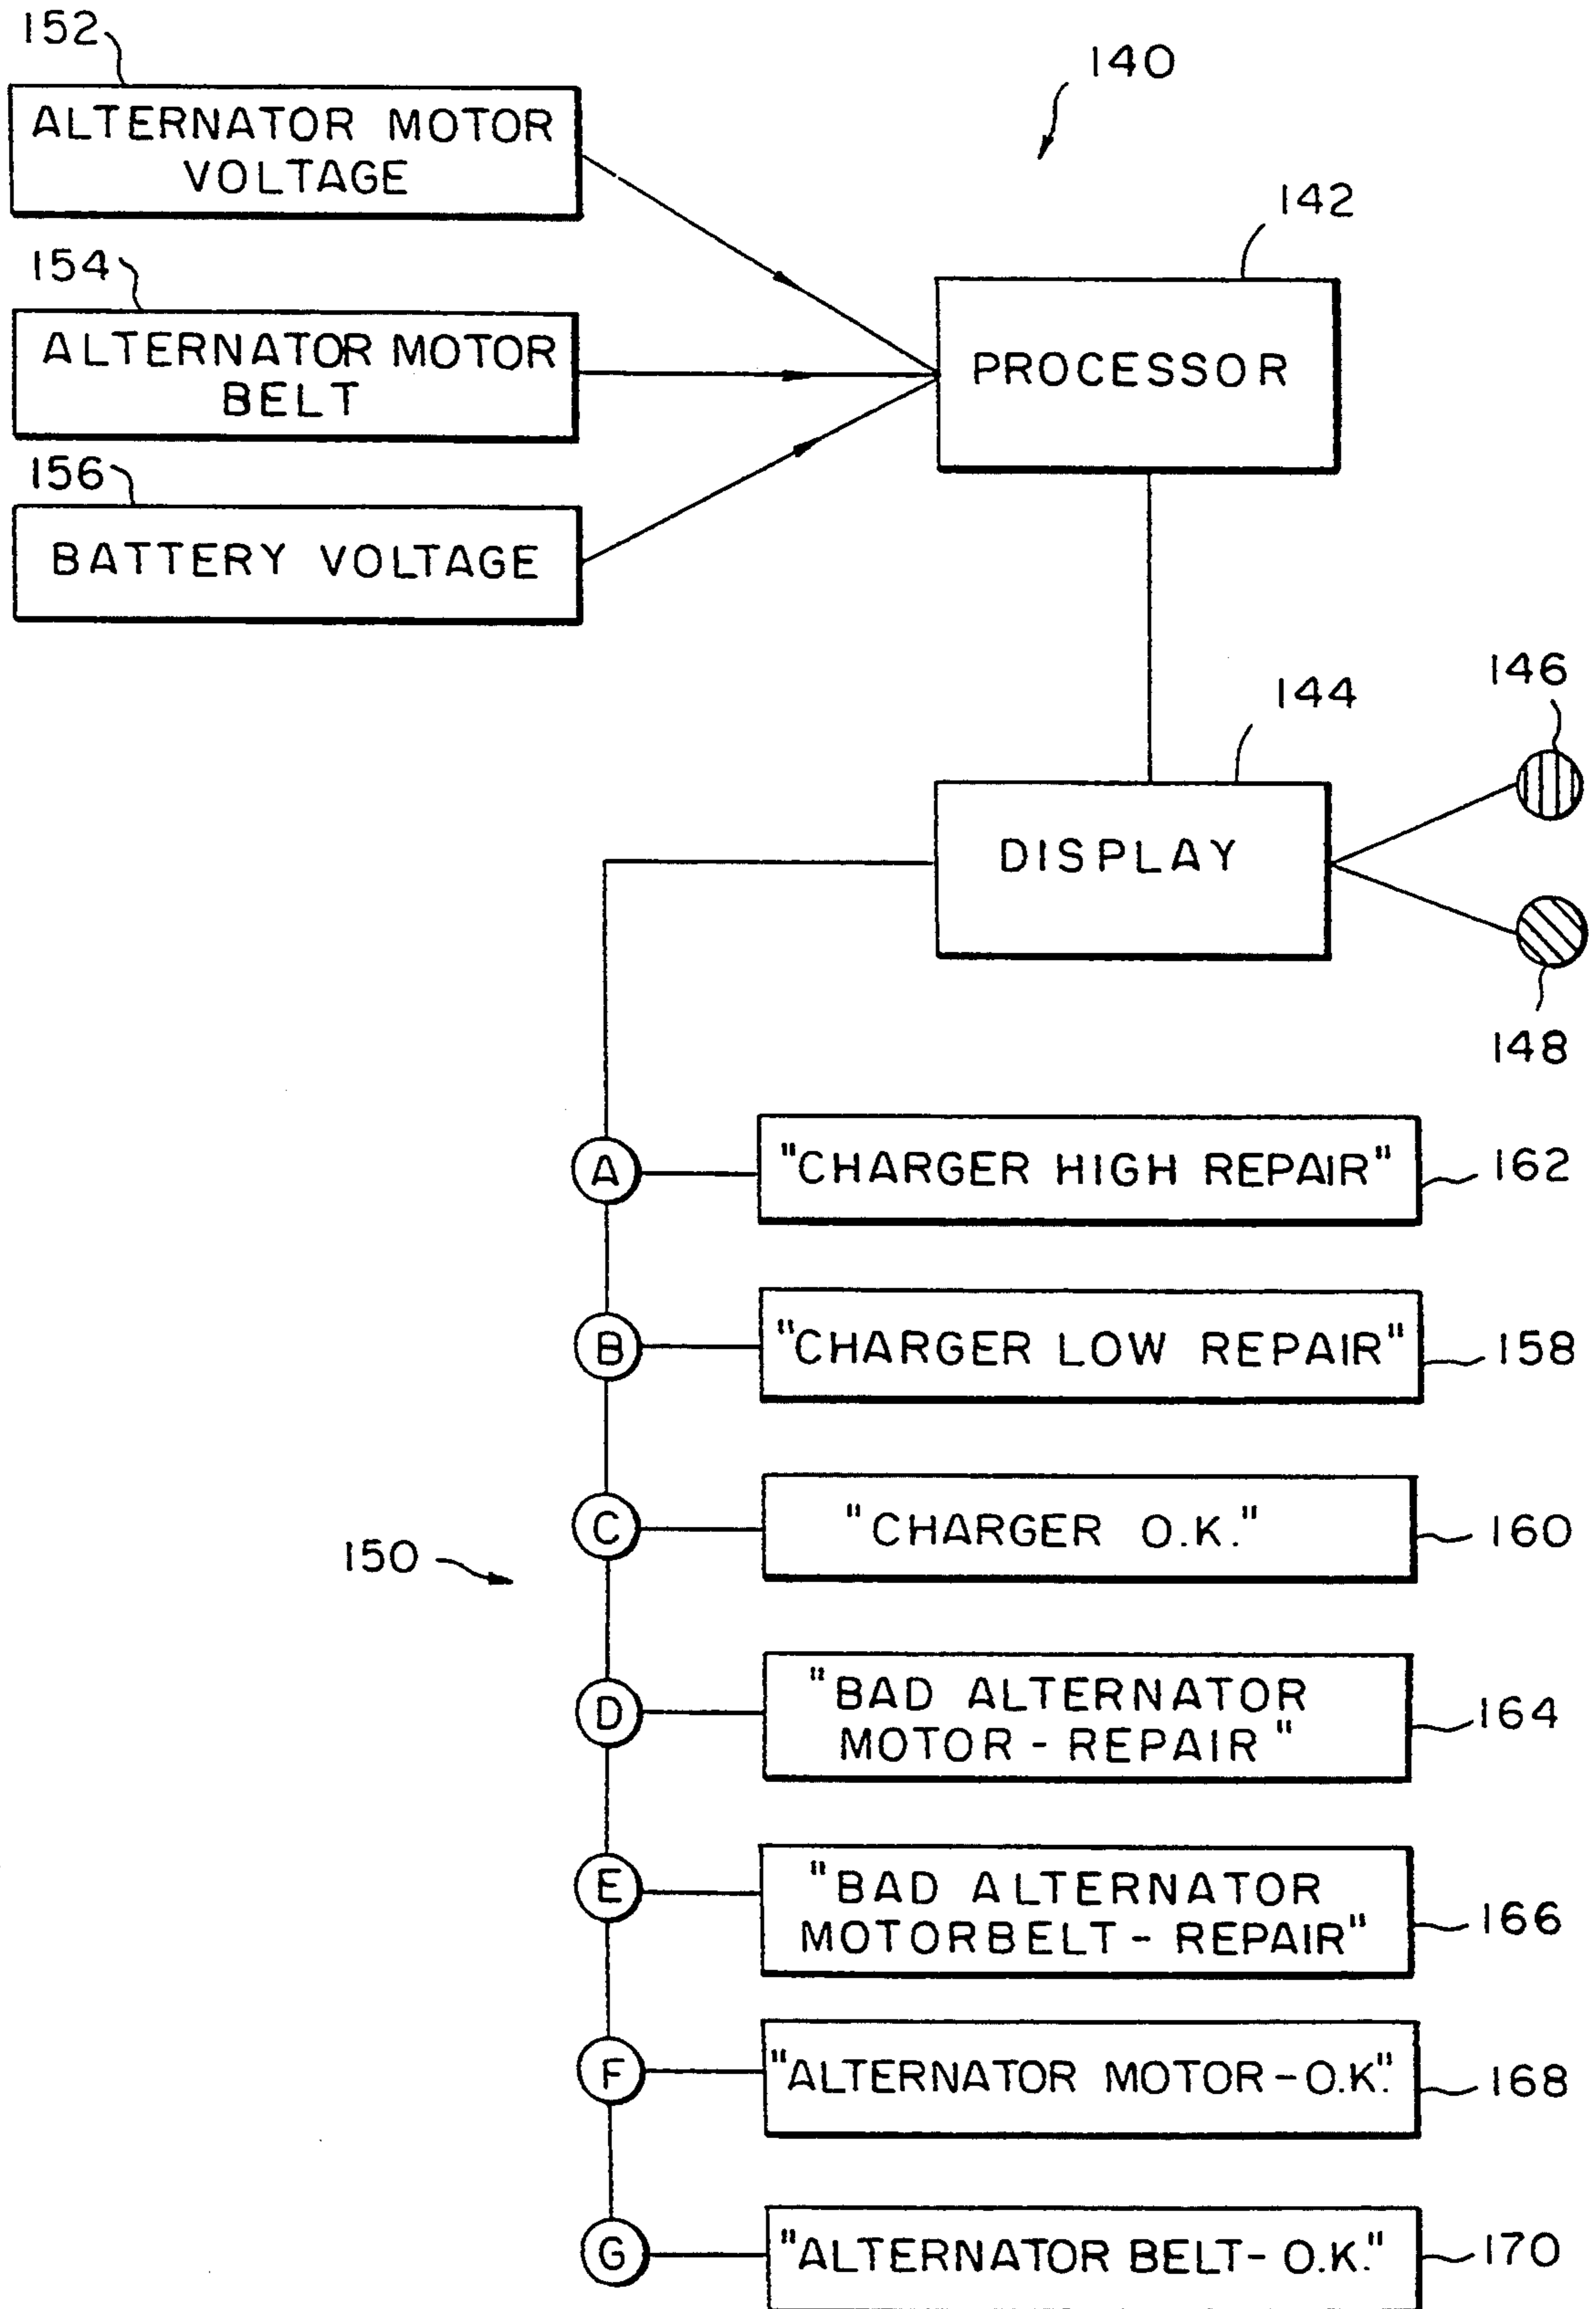 152
140
ALTERNATOR MOTOR
VOLTAGE
142
154
ALTERNATOR MOTOR
BELT
PROCESSOR
156
BATTERY VOLTAGE
146
144
DISPLAY
148
A "CHARGER HIGH REPAIR" 162
B "CHARGER LOW REPAIR" 158
C "CHARGER O.K." 160
150
D "BAD ALTERNATOR
MOTOR - REPAIR" 164
E "BAD ALTERNATOR
MOTORBELT - REPAIR" 166
F "ALTERNATOR MOTOR-O.K." 168
G "ALTERNATOR BELT- O.K." 170